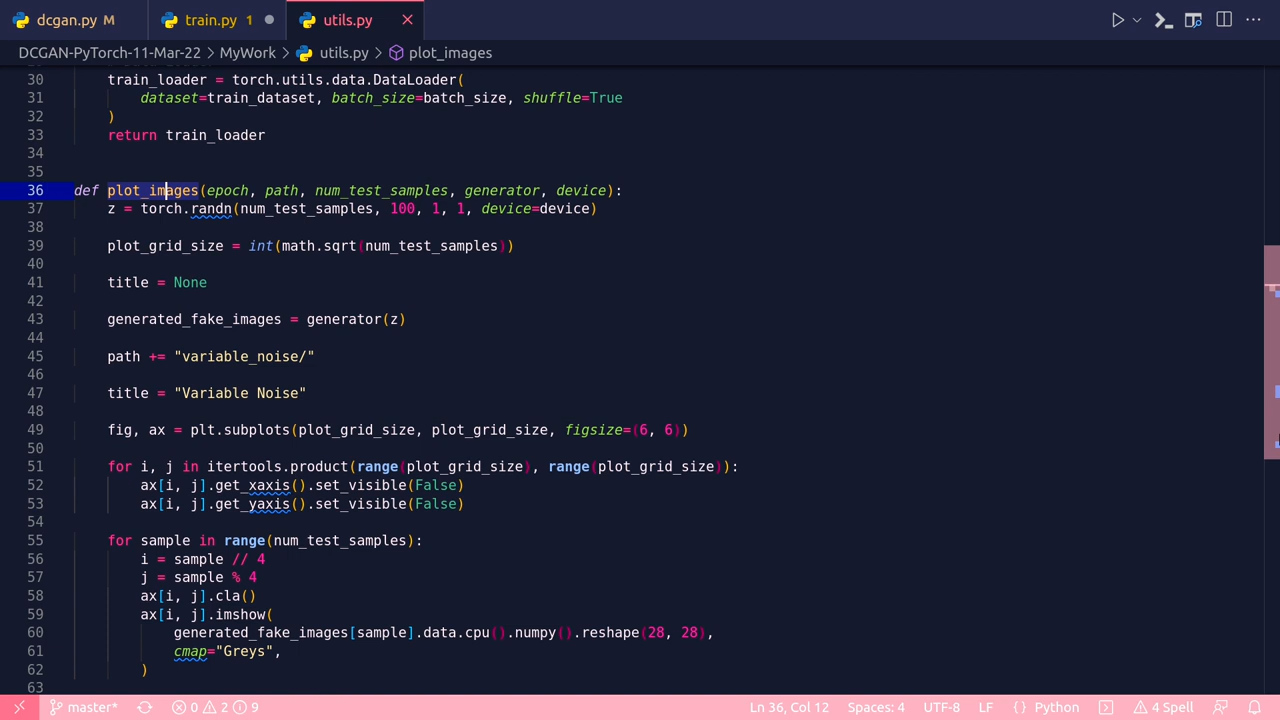 dcgan.py M train.py 1 utils.py
DCGAN-PyTorch-11-Mar-22 > MyWork > utils.py > plot_images
30 train_loader = torch.utils.data.DataLoader(
31 dataset=train_dataset, batch_size=batch_size, shuffle=True
32 )
33 return train_loader
34
35
36 def plot_images(epoch, path, num_test_samples, generator, device):
37 z = torch.randn(num_test_samples, 100, 1, 1, device=device)
38
39 plot_grid_size = int(math.sqrt(num_test_samples))
40
41 title = None
42
43 generated_fake_images = generator(z)
44
45 path += "variable_noise/"
46
47 title = "Variable Noise"
48
49 fig, ax = plt.subplots(plot_grid_size, plot_grid_size, figsize=(6, 6))
50
51 for i, j in itertools.product(range(plot_grid_size), range(plot_grid_size)):
52 ax[i, j].get_xaxis().set_visible(False)
53 ax[i, j].get_yaxis().set_visible(False)
54
55 for sample in range(num_test_samples):
56 i = sample // 4
57 j = sample % 4
58 ax[i, j].cla()
59 ax[i, j].imshow(
60 generated_fake_images[sample].data.cpu().numpy().reshape(28, 28),
61 cmap="Greys",
62 )
63
master* 0 2 9 Ln 36, Col 12 Spaces: 4 UTF-8 LF {} Python 4 Spell